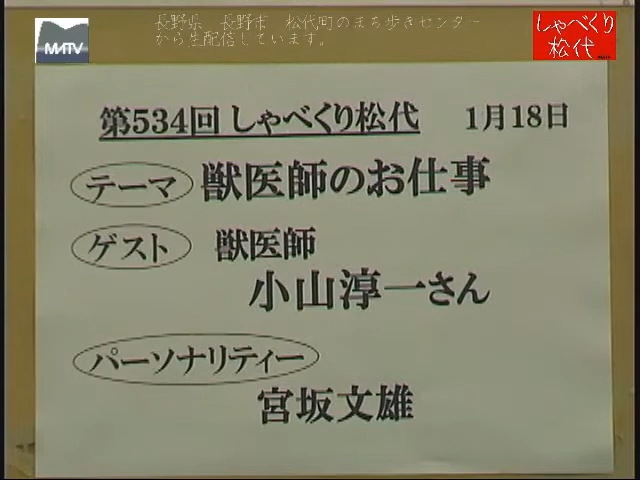 MATV
長野県 長野市 松代町のまち歩きセンター
から生配信しています。
しゃべくり
松代
第534回 しゃべくり松代 1月18日
テーマ 獣医師のお仕事
ゲスト 獣医師
小山淳一さん
パーソナリティー
宮坂文雄